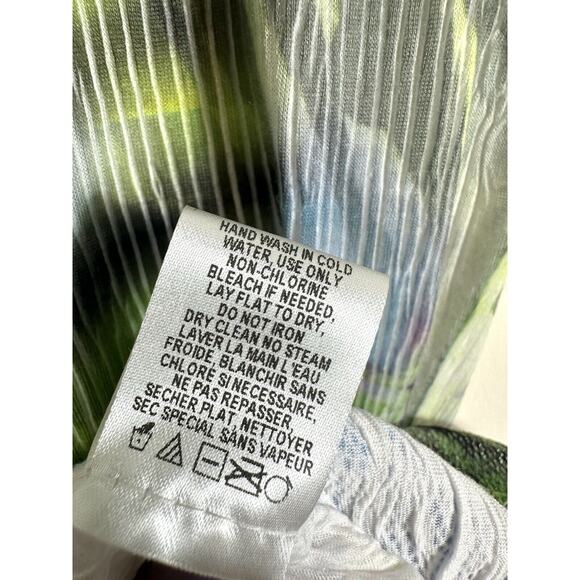 HAND WASH IN COLD
WATER, USE ONLY
NON-CHLORINE
BLEACH IF NEEDED,
LAY FLAT TO DRY,
DO NOT IRON
DRY CLEAN NO STEAM
LAVER LA MAIN L'EAU
FROIDE, BLANCHIR SANS
CHLORE SI NECESSAIRE,
NE PAS REPASSER,
SECHER PLAT, NETTOYER
SEC SPECIAL SANS VAPEUR